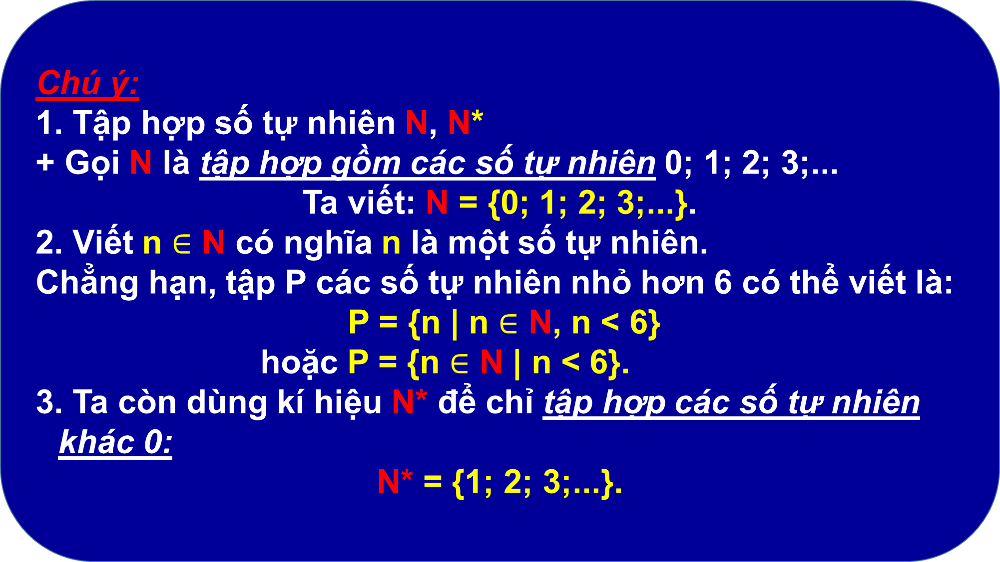 Chú ý:
1. Tập hợp số tự nhiên N, N*
+ Gọi N là tập hợp gồm các số tự nhiên 0; 1; 2; 3;...
Ta viết: N = {0; 1; 2; 3;...}.
2. Viết n ∈ N có nghĩa n là một số tự nhiên.
Chẳng hạn, tập P các số tự nhiên nhỏ hơn 6 có thể viết là:
P = {n | n ∈ N, n < 6}
hoặc P = {n ∈ N | n < 6}.
3. Ta còn dùng kí hiệu N* để chỉ tập hợp các số tự nhiên
khác 0:
N* = {1; 2; 3;...}.